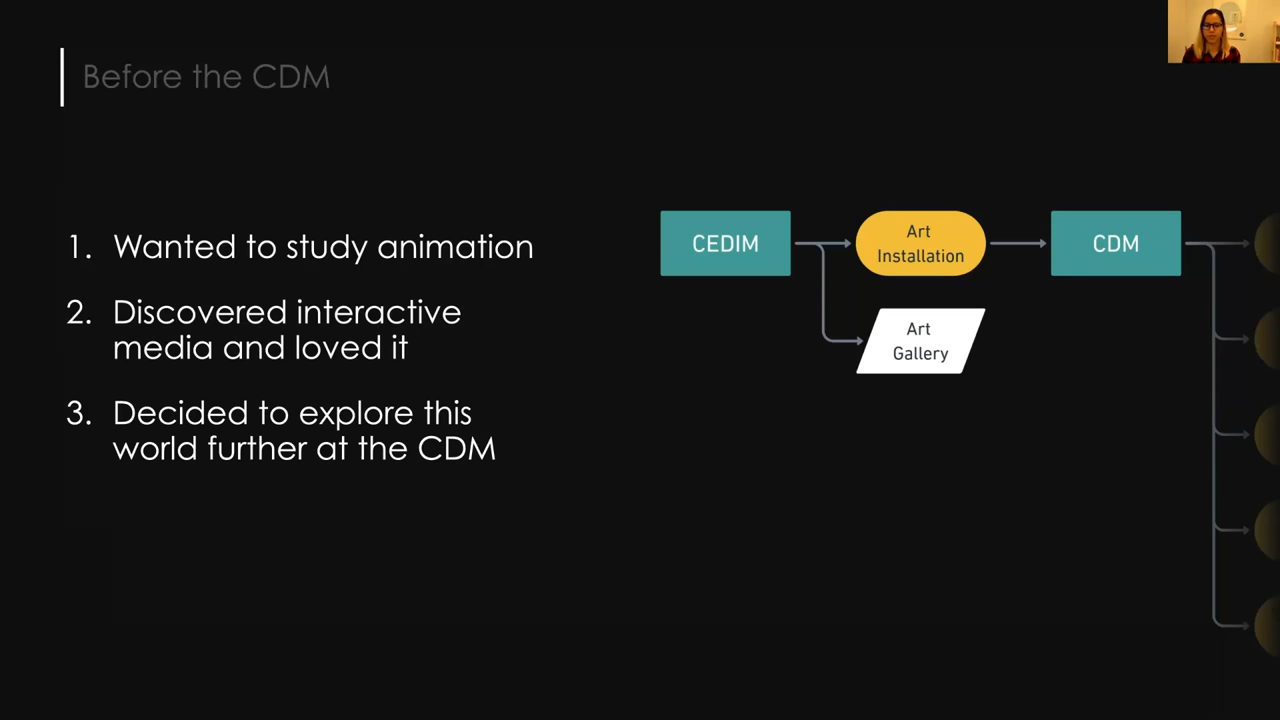 Before the CDM
1. Wanted to study animation
2. Discovered interactive
media and loved it
3. Decided to explore this
world further at the CDM
CEDIM
Art
Installation
CDM
Art
Gallery